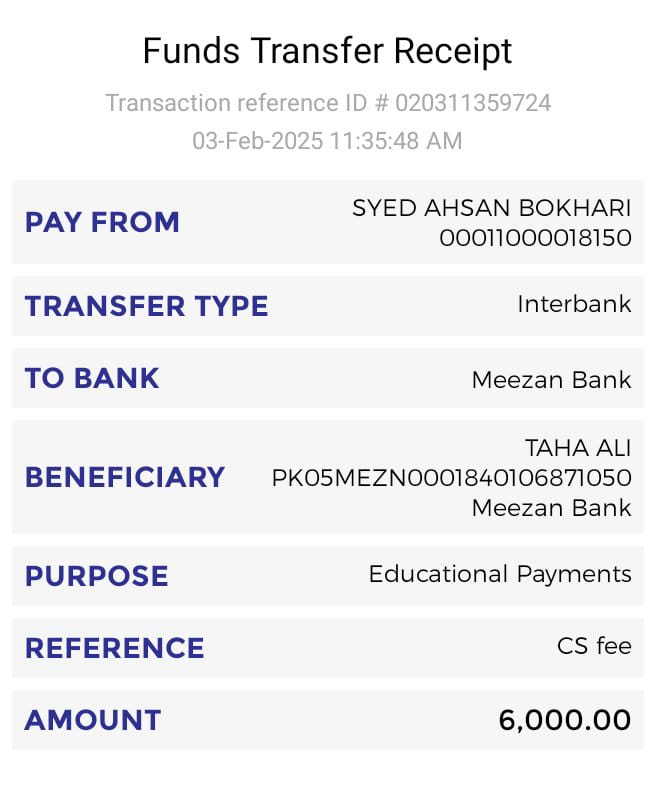 Funds Transfer Receipt
Transaction reference ID # 020311359724
03-Feb-2025 11:35:48 AM
PAY FROM
SYED AHSAN BOKHARI
00011000018150
TRANSFER TYPE
Interbank
TO BANK
Meezan Bank
BENEFICIARY
TAHA ALI
PK05MEZN0001840106871050
Meezan Bank
PURPOSE
Educational Payments
REFERENCE
CS fee
AMOUNT
6,000.00